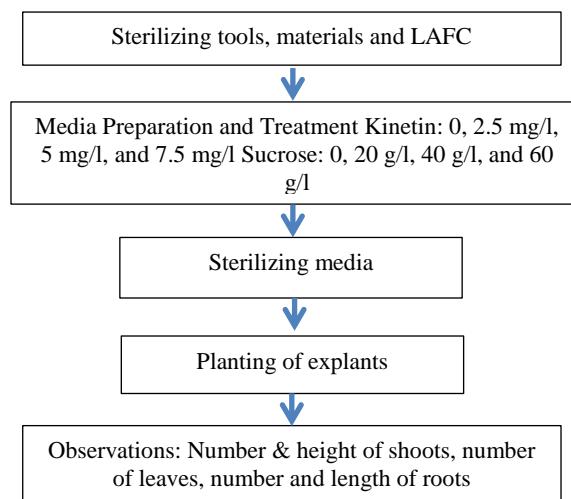 Sterilizing tools, materials and LAFC
Media Preparation and Treatment Kinetin: 0, 2.5 mg/l,
5 mg/l, and 7.5 mg/l Sucrose: 0, 20 g/l, 40 g/l, and 60
g/l
Sterilizing media
Planting of explants
Observations: Number & height of shoots, number
of leaves, number and length of roots